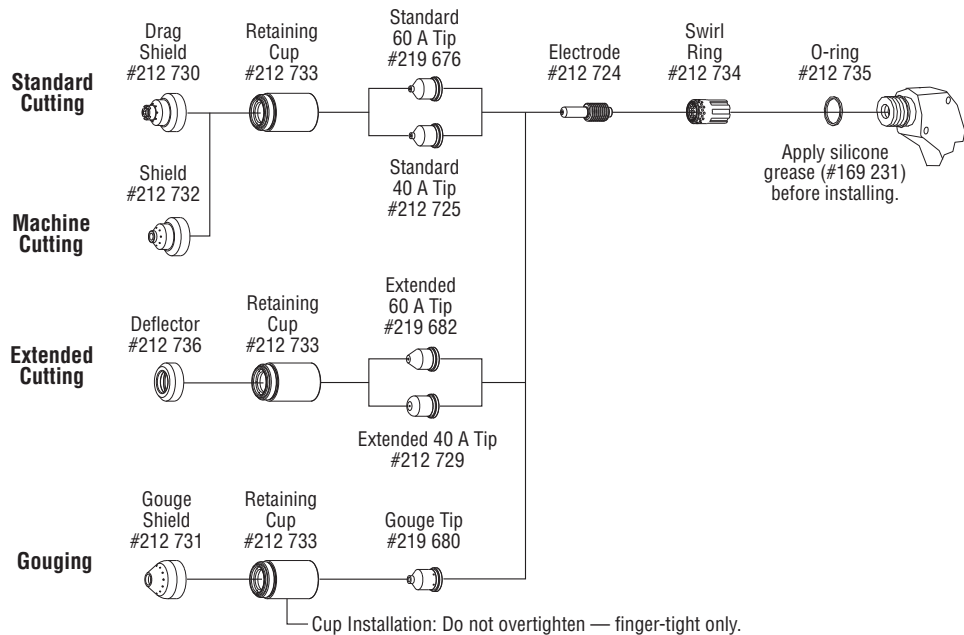 Standard
Cutting
Drag
Shield
#212 730
Retaining
Cup
#212 733
Standard
60 A Tip
#219 676
Standard
40 A Tip
#212 725
Electrode
#212 724
Swirl
Ring
#212 734
O-ring
#212 735
Apply silicone
grease (#169 231)
before installing.
Machine
Cutting
Shield
#212 732
Extended
Cutting
Deflector
#212 736
Retaining
Cup
#212 733
Extended
60 A Tip
#219 682
Extended 40 A Tip
#212 729
Gouging
Gouge
Shield
#212 731
Retaining
Cup
#212 733
Gouge Tip
#219 680
Cup Installation: Do not overtighten — finger-tight only.